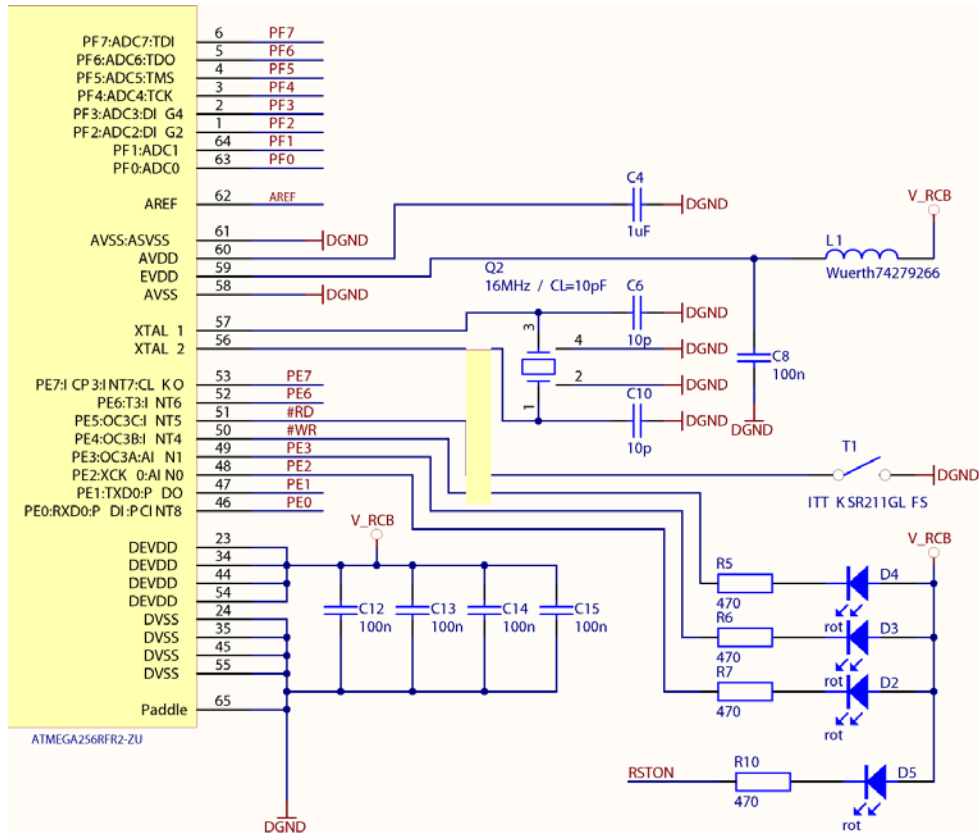 PF7:ADC7:TDI 6 PF7
PF6:ADC6:TDO 5 PF6
PF5:ADC5:TMS 4 PF5
PF4:ADC4:TCK 3 PF4
PF3:ADC3:DI G4 2 PF3
PF2:ADC2:DI G2 1 PF2
PF1:ADC1 64 PF1
PF0:ADC0 63 PF0
AREF 62 AREF
C4
1uF
DGND
V_RCB
AVSS:ASVSS 61 DGND
AVDD 60
EVDD 59
AVSS 58 DGND
L1
Wuerth74279266
Q2
16MHz / CL=10pF
C6
10p
DGND
XTAL 1 57
XTAL 2 56
3
4 DGND
2 DGND
1
C10
10p
DGND
C8
100n
DGND
PE7:I CP3:I NT7:CL K O 53 PE7
PE6:T3:I NT6 52 PE6
PE5:OC3C:I NT5 51 #RD
PE4:OC3B:I NT4 50 #WR
PE3:OC3A:AI N1 49 PE3
PE2:XCK 0:AI N0 48 PE2
PE1:TXD0:P DO 47 PE1
PE0:RXD0:P DI:PCINT8 46 PE0
T1
DGND
ITT KSR211GL FS
V_RCB
DEVDD 23
DEVDD 34
DEVDD 44
DEVDD 54
DVSS 24
DVSS 35
DVSS 45
DVSS 55
Paddle 65
C12
100n
C13
100n
C14
100n
C15
100n
V_RCB
R5
470
D4
rot
R6
470
D3
rot
R7
470
D2
rot
RSTON
R10
470
D5
rot
ATMEGA256RFR2-ZU
DGND